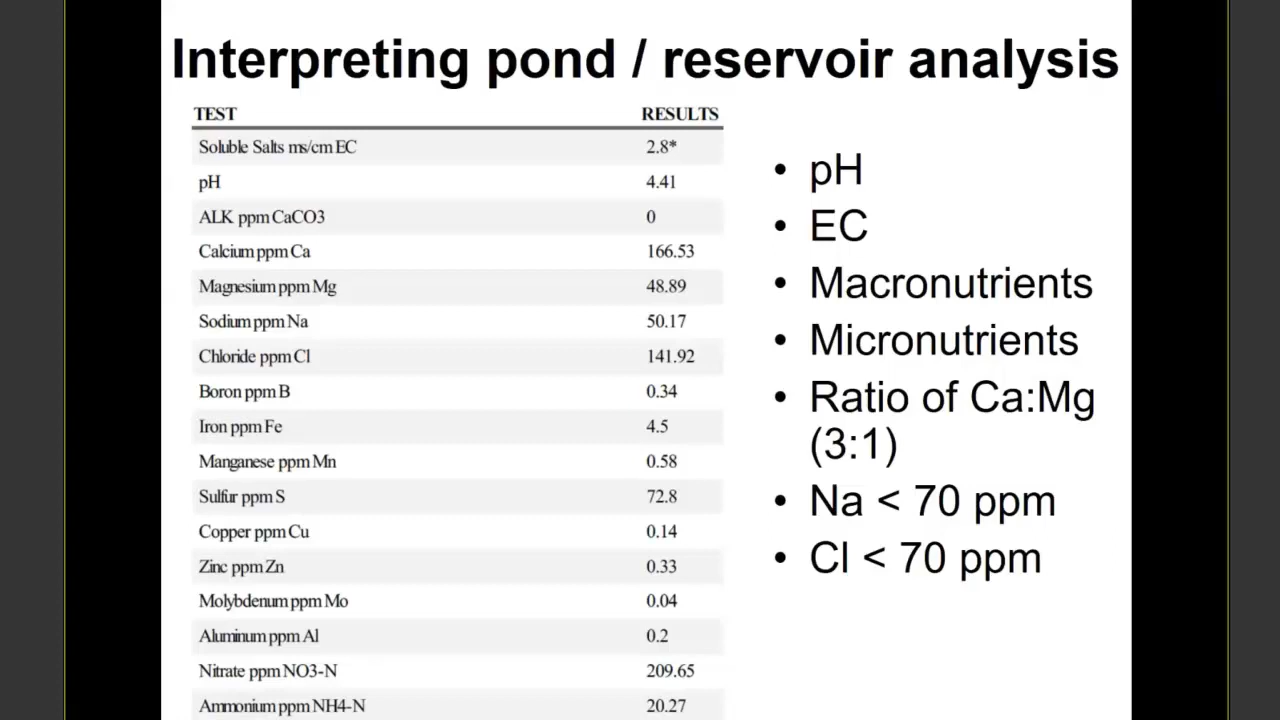 Interpreting pond / reservoir analysis
TEST RESULTS
Soluble Salts ms/cm EC 2.8*
pH 4.41
ALK ppm CaCO3 0
Calcium ppm Ca 166.53
Magnesium ppm Mg 48.89
Sodium ppm Na 50.17
Chloride ppm Cl 141.92
Boron ppm B 0.34
Iron ppm Fe 4.5
Manganese ppm Mn 0.58
Sulfur ppm S 72.8
Copper ppm Cu 0.14
Zinc ppm Zn 0.33
Molybdenum ppm Mo 0.04
Aluminum ppm Al 0.2
Nitrate ppm NO3-N 209.65
Ammonium ppm NH4-N 20.27
• pH
• EC
• Macronutrients
• Micronutrients
• Ratio of Ca:Mg
(3:1)
• Na < 70 ppm
• Cl < 70 ppm